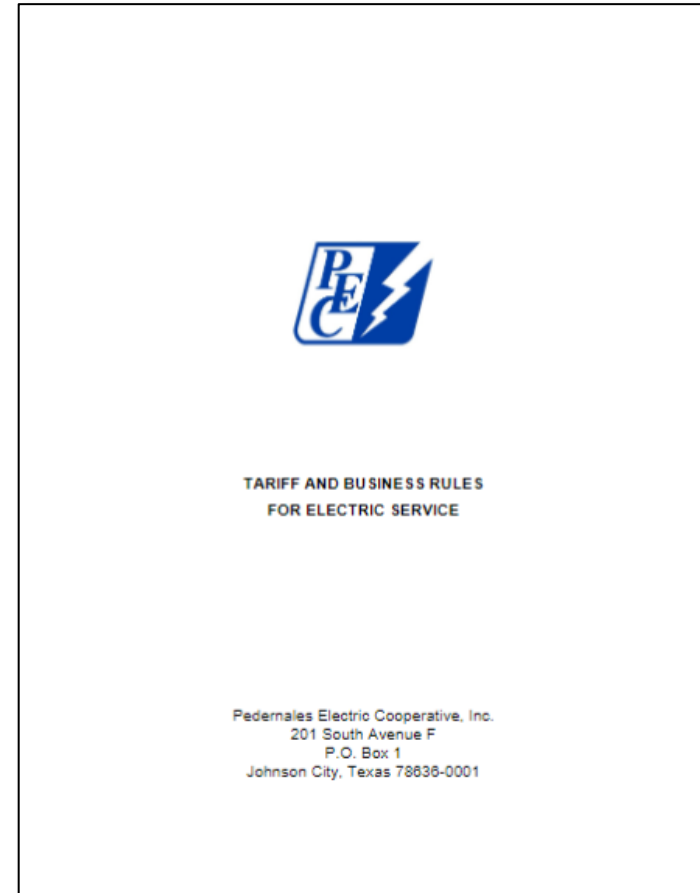 PEC
TARIFF AND BUSINESS RULES
FOR ELECTRIC SERVICE
Pedernales Electric Cooperative, Inc.
201 South Avenue F
P.O. Box 1
Johnson City, Texas 78636-0001